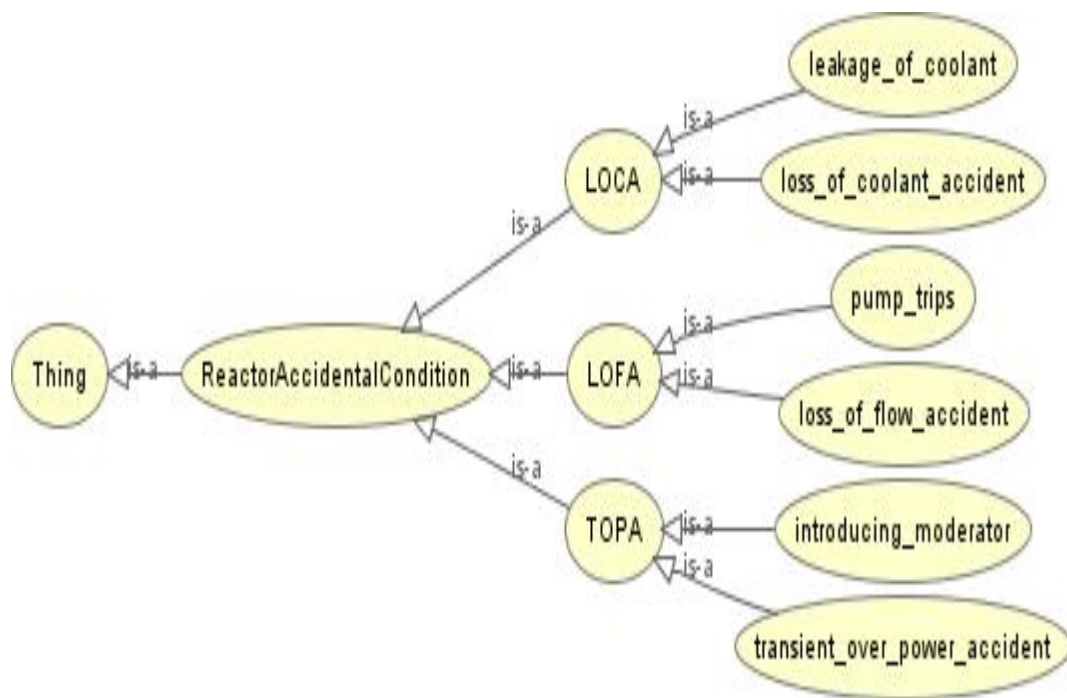 leakage_of_coolant
is-a
LOCA
is-a
loss_of_coolant_accident
is-a
pump_trips
is-a
Thing
is-a
ReactorAccidentalCondition
is-a
LOFA
is-a
loss_of_flow_accident
is-a
TOPA
is-a
introducing_moderator
is-a
transient_over_power_accident